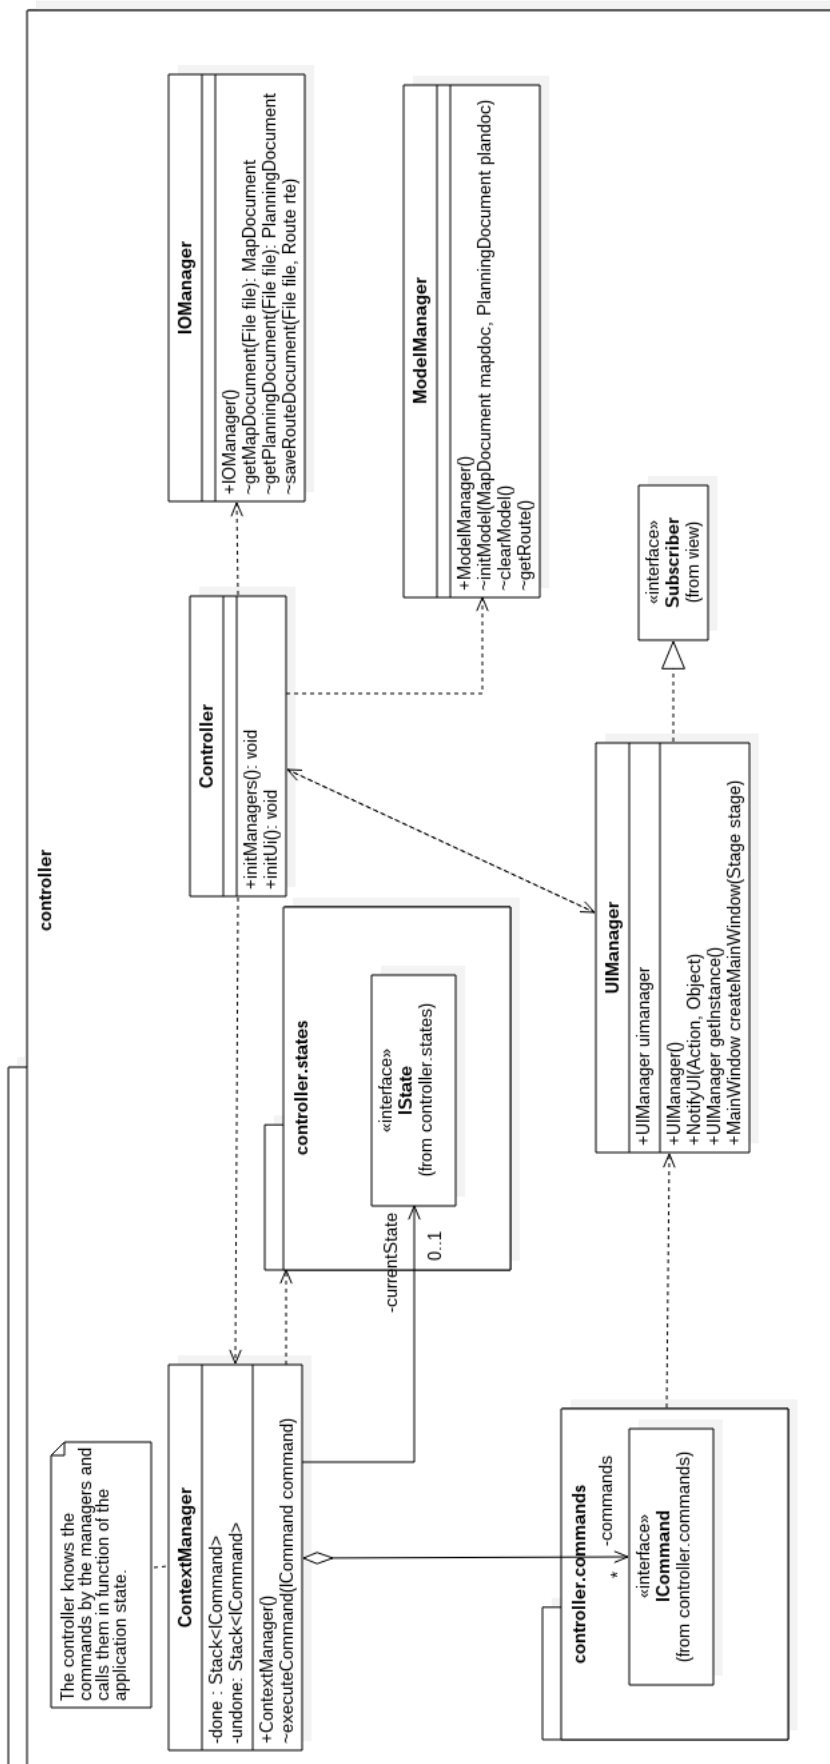 controller
The controller knows the
commands by the managers and
calls them in function of the
application state.
ContextManager
-done : Stack<ICommand>
-undone: Stack<ICommand>
+ContextManager()
~executeCommand(ICommand command)
Controller
+initManagers(): void
+initUi(): void
IOManager
+IOManager()
~getMapDocument(File file): MapDocument
~getPlanningDocument(File file): PlanningDocument
~saveRouteDocument(File file, Route rte)
controller.states
«interface»
IState
(from controller.states)
-currentState
0..1
ModelManager
+ModelManager()
~initModel(MapDocument mapdoc, PlanningDocument plandoc)
~clearModel()
~getRoute()
controller.commands
-commands
*
«interface»
ICommand
(from controller.commands)
UIManager
+UIManager uimanager
+UIManager()
+NotifyUI(Action, Object)
+UIManager getInstance()
+MainWindow createMainWindow(Stage stage)
«interface»
Subscriber
(from view)